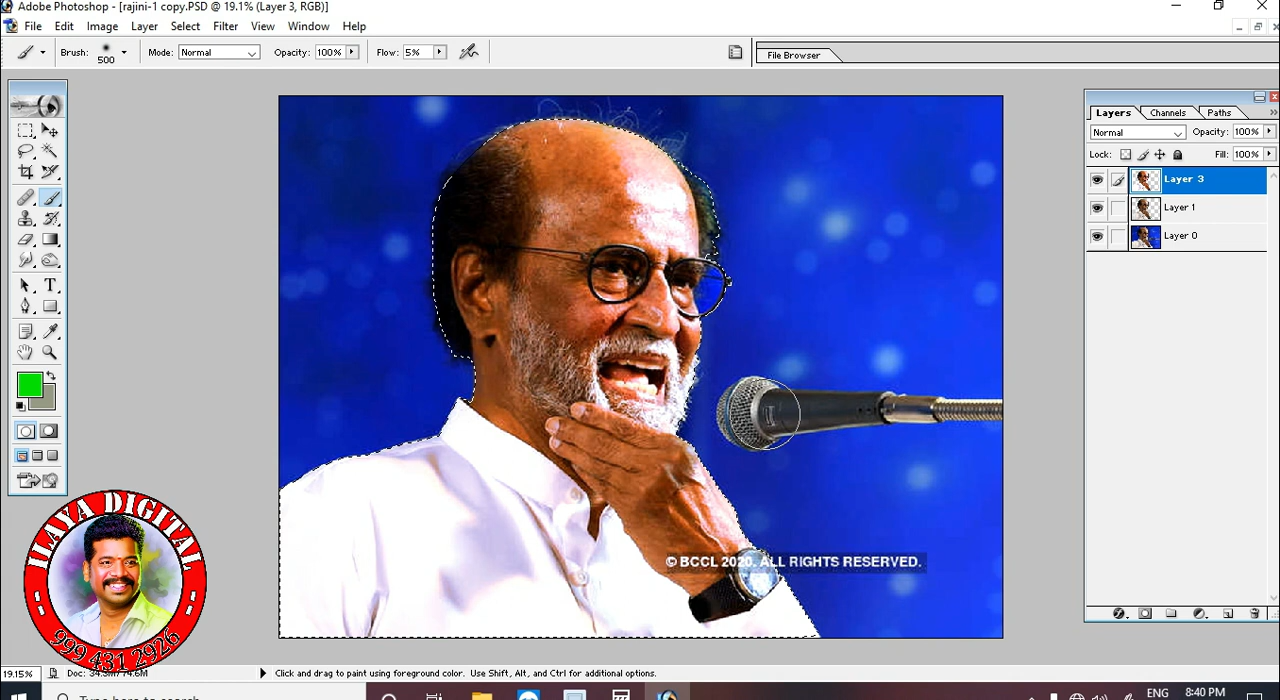 Adobe Photoshop - [rajini-1 copy.PSD @ 19.1% (Layer 3, RGB)]
File Edit Image Layer Select Filter View Window Help
Brush: 500 Mode: Normal Opacity: 100% Flow: 5% File Browser
Layers Channels Paths
Normal Opacity: 100%
Lock: Fill: 100%
Layer 3
Layer 1
Layer 0
T
© BCCL 2020. ALL RIGHTS RESERVED.
ILAYA DIGITAL
999 431 2926
19.15% Click and drag to paint using foreground color. Use Shift, Alt, and Ctrl for additional options.
Type here to search
ENG 8:40 PM